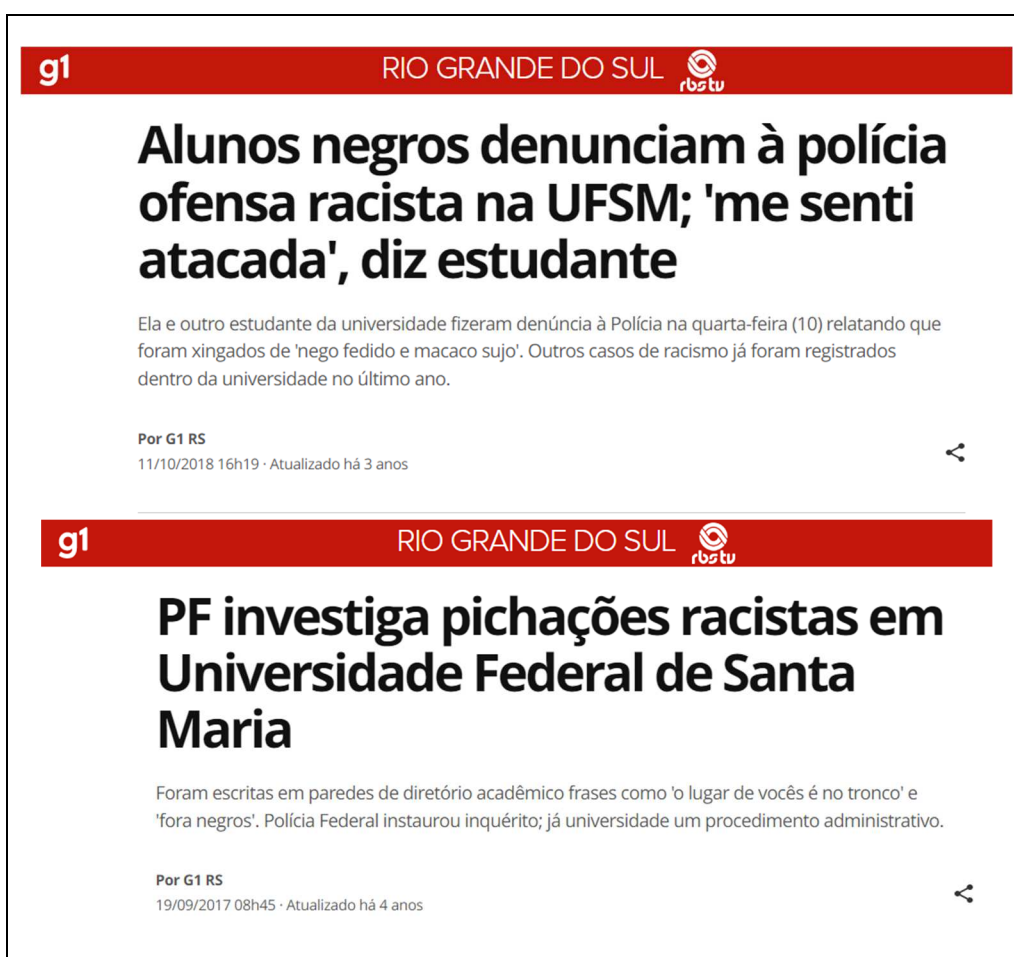 g1 RIO GRANDE DO SUL rbs tv
Alunos negros denunciam à polícia
ofensa racista na UFSM; 'me senti
atacada', diz estudante
Ela e outro estudante da universidade fizeram denúncia à Polícia na quarta-feira (10) relatando que
foram xingados de 'nego fedido e macaco sujo'. Outros casos de racismo já foram registrados
dentro da universidade no último ano.
Por G1 RS
11/10/2018 16h19 · Atualizado há 3 anos
g1 RIO GRANDE DO SUL rbs tv
PF investiga pichações racistas em
Universidade Federal de Santa
Maria
Foram escritas em paredes de diretório acadêmico frases como 'o lugar de vocês é no tronco' e
'fora negros'. Polícia Federal instaurou inquérito; já universidade um procedimento administrativo.
Por G1 RS
19/09/2017 08h45 · Atualizado há 4 anos